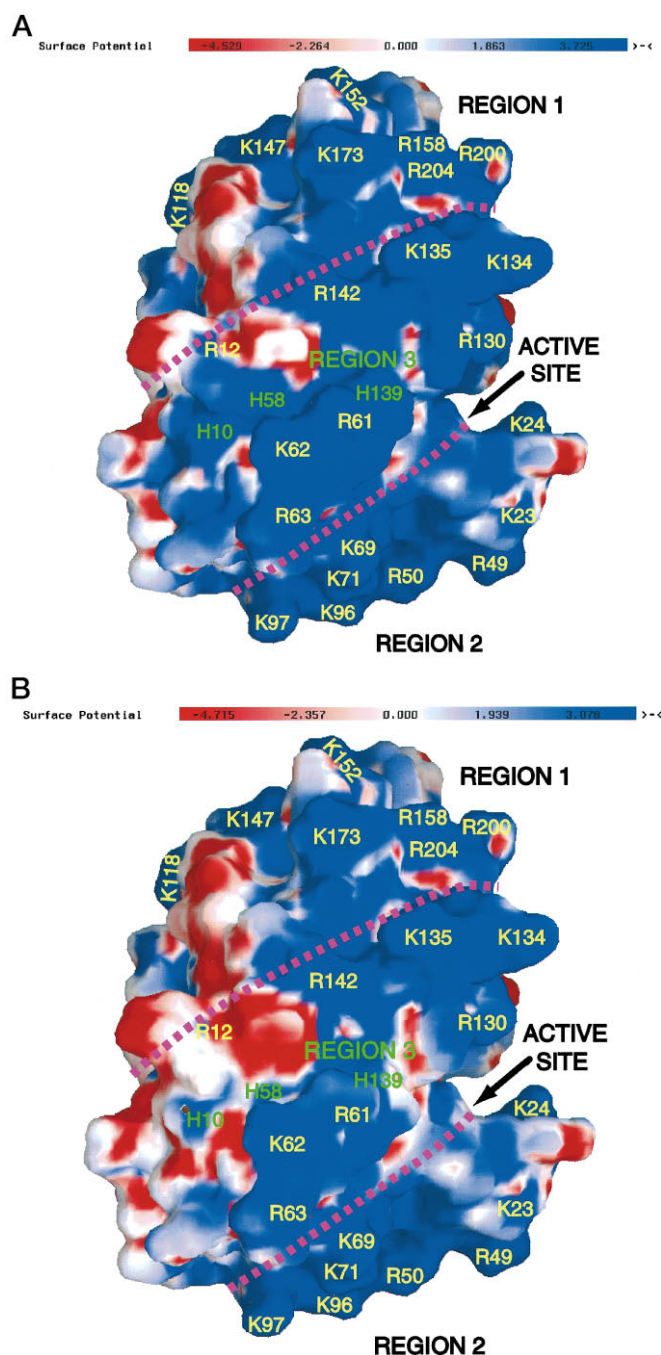 A
Surface Potential -4.529 -2.264 0.000 1.863 3.725 >-<
K152
REGION 1
K147 K173 R158 R200
R204
K118
K135 K134
R142
R12 R130
REGION 3 ACTIVE
SITE
H58 H139
H10 R61 K24
K62
R63 K23
K69
K71 R50 R49
K97 K96
REGION 2
B
Surface Potential -4.715 -2.357 0.000 1.939
K152
REGION 1
K147 K173 R158 R200
R204
K118
K135 K134
R142
R12 R130
REGION 3 ACTIVE
SITE
H58 H139
H10 R61 K24
K62
R63 K23
K69
K71 R50 R49
K97 K96
REGION 2